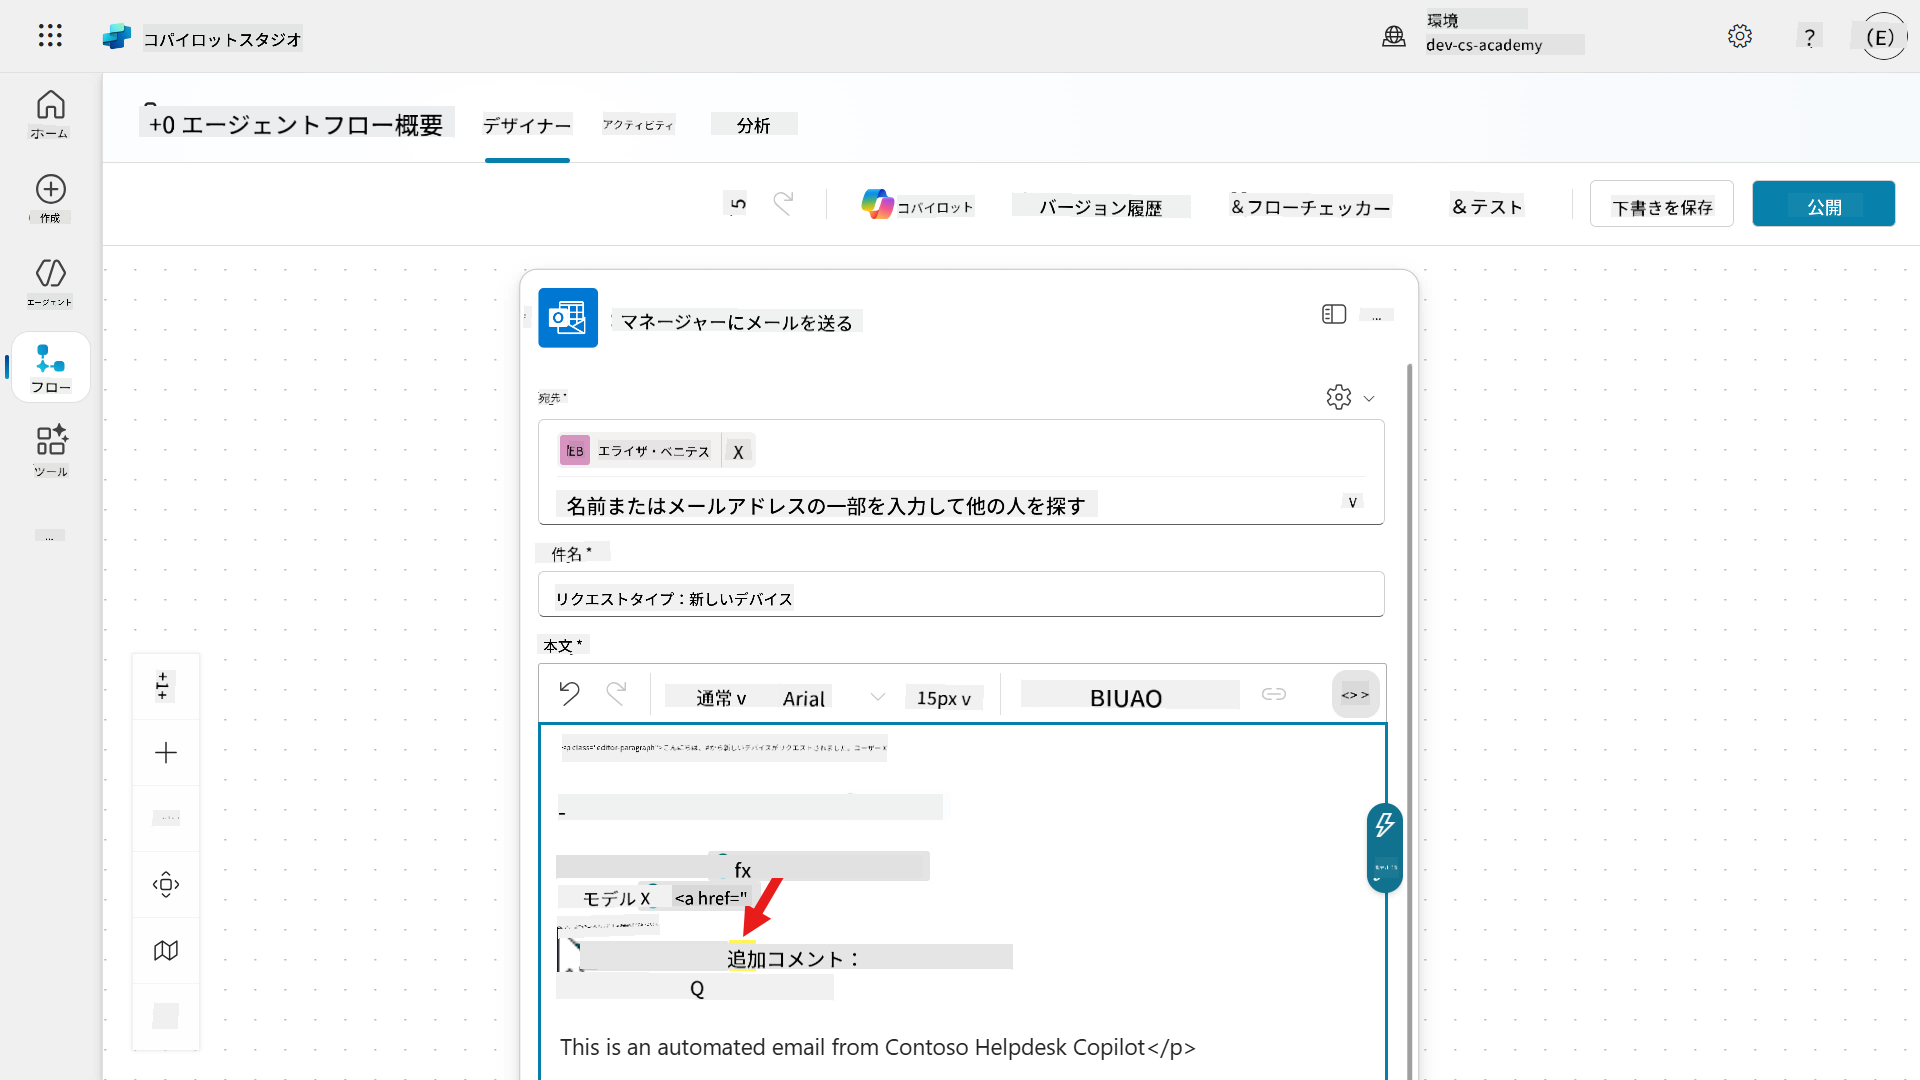 コパイロットスタジオ
環境
dev-cs-academy
?
(E)
ホーム
作成
エージェント
フロー
ツール
...
+0 エージェントフロー概要
デザイナー
アクティビティ
分析
5
コパイロット
バージョン履歴
&フローチェッカー
&テスト
下書きを保存
公開
マネージャーにメールを送る
...
宛先 *
EB
エライザ・ベニテス
X
名前またはメールアドレスの一部を入力して他の人を探す
V
件名 *
リクエストタイプ：新しいデバイス
本文 *
通常 v
Arial
15px v
BIUAO
<> >
<a class="editor-paragraph">こんにちは、#から新しいデバイスがリクエストされました。ユーザー X
-
fx
モデル X
<a href="
追加コメント：
Q
This is an automated email from Contoso Helpdesk Copilot</p>